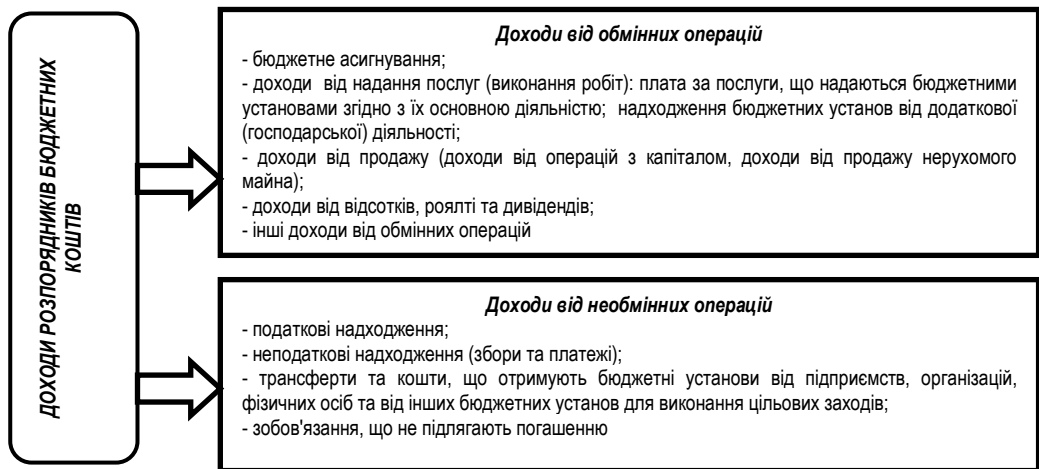 ДОХОДИ РОЗПОРЯДНИКІВ БЮДЖЕТНИХ
КОШТІВ
Доходи від обмінних операцій
- бюджетне асигнування;
- доходи від надання послуг (виконання робіт): плата за послуги, що надаються бюджетними
установами згідно з їх основною діяльністю; надходження бюджетних установ від додаткової
(господарської) діяльності;
- доходи від продажу (доходи від операцій з капіталом, доходи від продажу нерухомого
майна);
- доходи від відсотків, роялті та дивідендів;
- інші доходи від обмінних операцій
Доходи від необмінних операцій
- податкові надходження;
- неподаткові надходження (збори та платежі);
- трансферти та кошти, що отримують бюджетні установи від підприємств, організацій,
фізичних осіб та від інших бюджетних установ для виконання цільових заходів;
- зобов'язання, що не підлягають погашенню